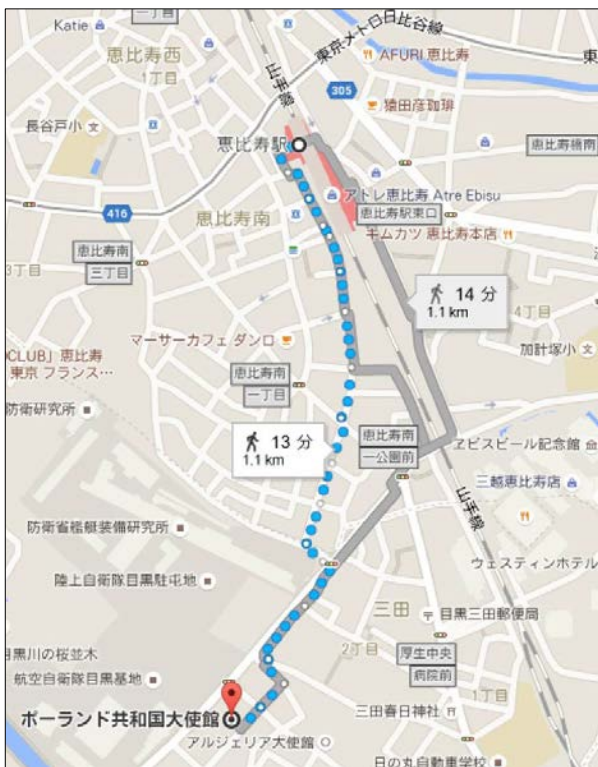 一丁目
Katie
恵比寿西
1丁目
東京メトロ日比谷線
AFURI 恵比寿
東
山手線
305
猿田彦珈琲
長谷戸小
恵比寿駅
恵比寿橋南
アトレ恵比寿 Atre Ebisu
416
恵比寿南
恵比寿駅東口
キムカツ 恵比寿本店
恵比寿南
三丁目
3丁目
14 分
1.1 km
4丁目
マーサーカフェ ダンロ
加計塚小
CLUB」恵比寿
東京 フランス…
恵比寿南
一丁目
防衛研究所
13 分
1.1 km
恵比寿南
一公園前
ヱビスビール記念館
三越恵比寿店
山手線
防衛省艦艇装備研究所
ウェスティンホテル
陸上自衛隊目黒駐屯地
三田
目黒三田郵便局
目黒川の桜並木
2丁目
厚生中央
病院前
航空自衛隊目黒基地
1丁目
ポーランド共和国大使館
三田春日神社
アルジェリア大使館
日の丸自動車学校